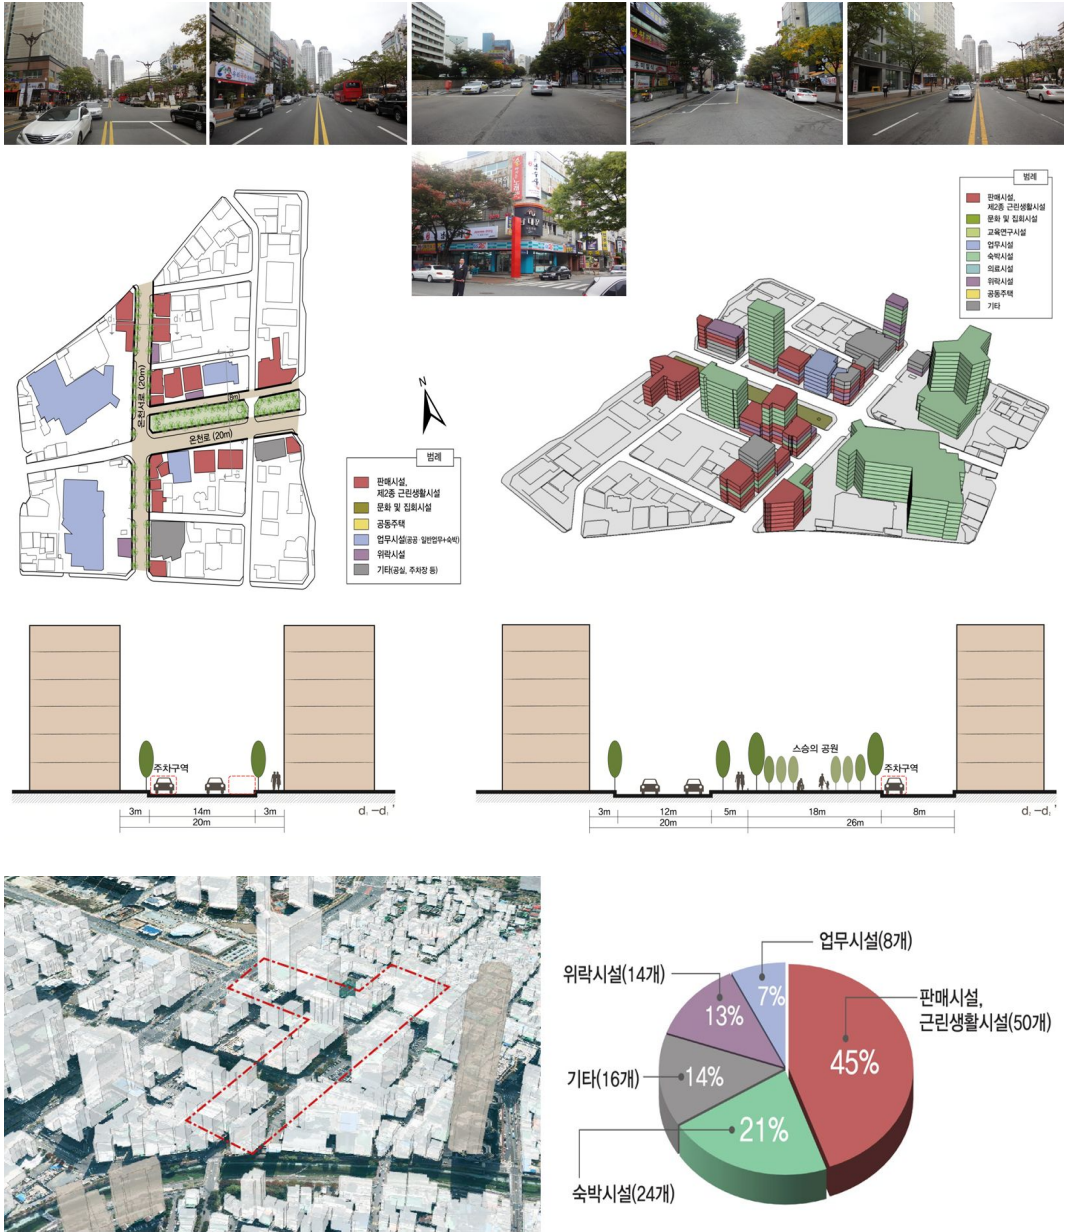 범례
판매시설,
제2종 근린생활시설
문화 및 집회시설
교육연구시설
업무시설
숙박시설
의료시설
위락시설
공동주택
기타
온천서로 (20m)
(8m)
온천로 (20m)
N
범례
판매시설,
제2종 근린생활시설
문화 및 집회시설
공동주택
업무시설(공공·일반업무+숙박)
위락시설
기타(공실, 주차장 등)
주차구역
3m
14m
3m
20m
d₁-d₁'
스승의 공원
주차구역
3m
12m
5m
18m
8m
20m
26m
d₂-d₂'
업무시설(8개)
위락시설(14개)
7%
판매시설,
근린생활시설(50개)
13%
45%
기타(16개)
14%
21%
숙박시설(24개)